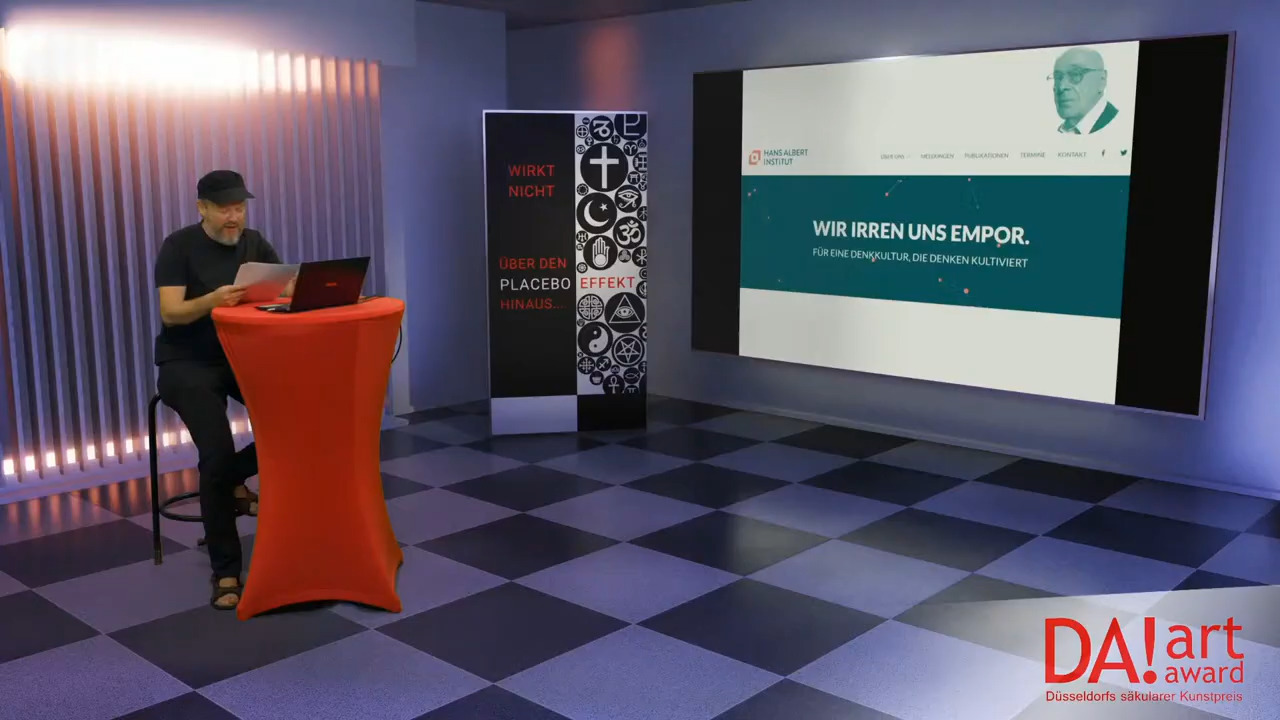 WIRKT
NICHT
ÜBER DEN
PLACEBO EFFEKT
HINAUS...
HANS ALBERT
INSTITUT
ÜBER UNS MELDUNGEN PUBLIKATIONEN TERMINE KONTAKT
WIR IRREN UNS EMPOR.
FÜR EINE DENKKULTUR, DIE DENKEN KULTIVIERT
DA!art
award
Düsseldorfs säkularer Kunstpreis